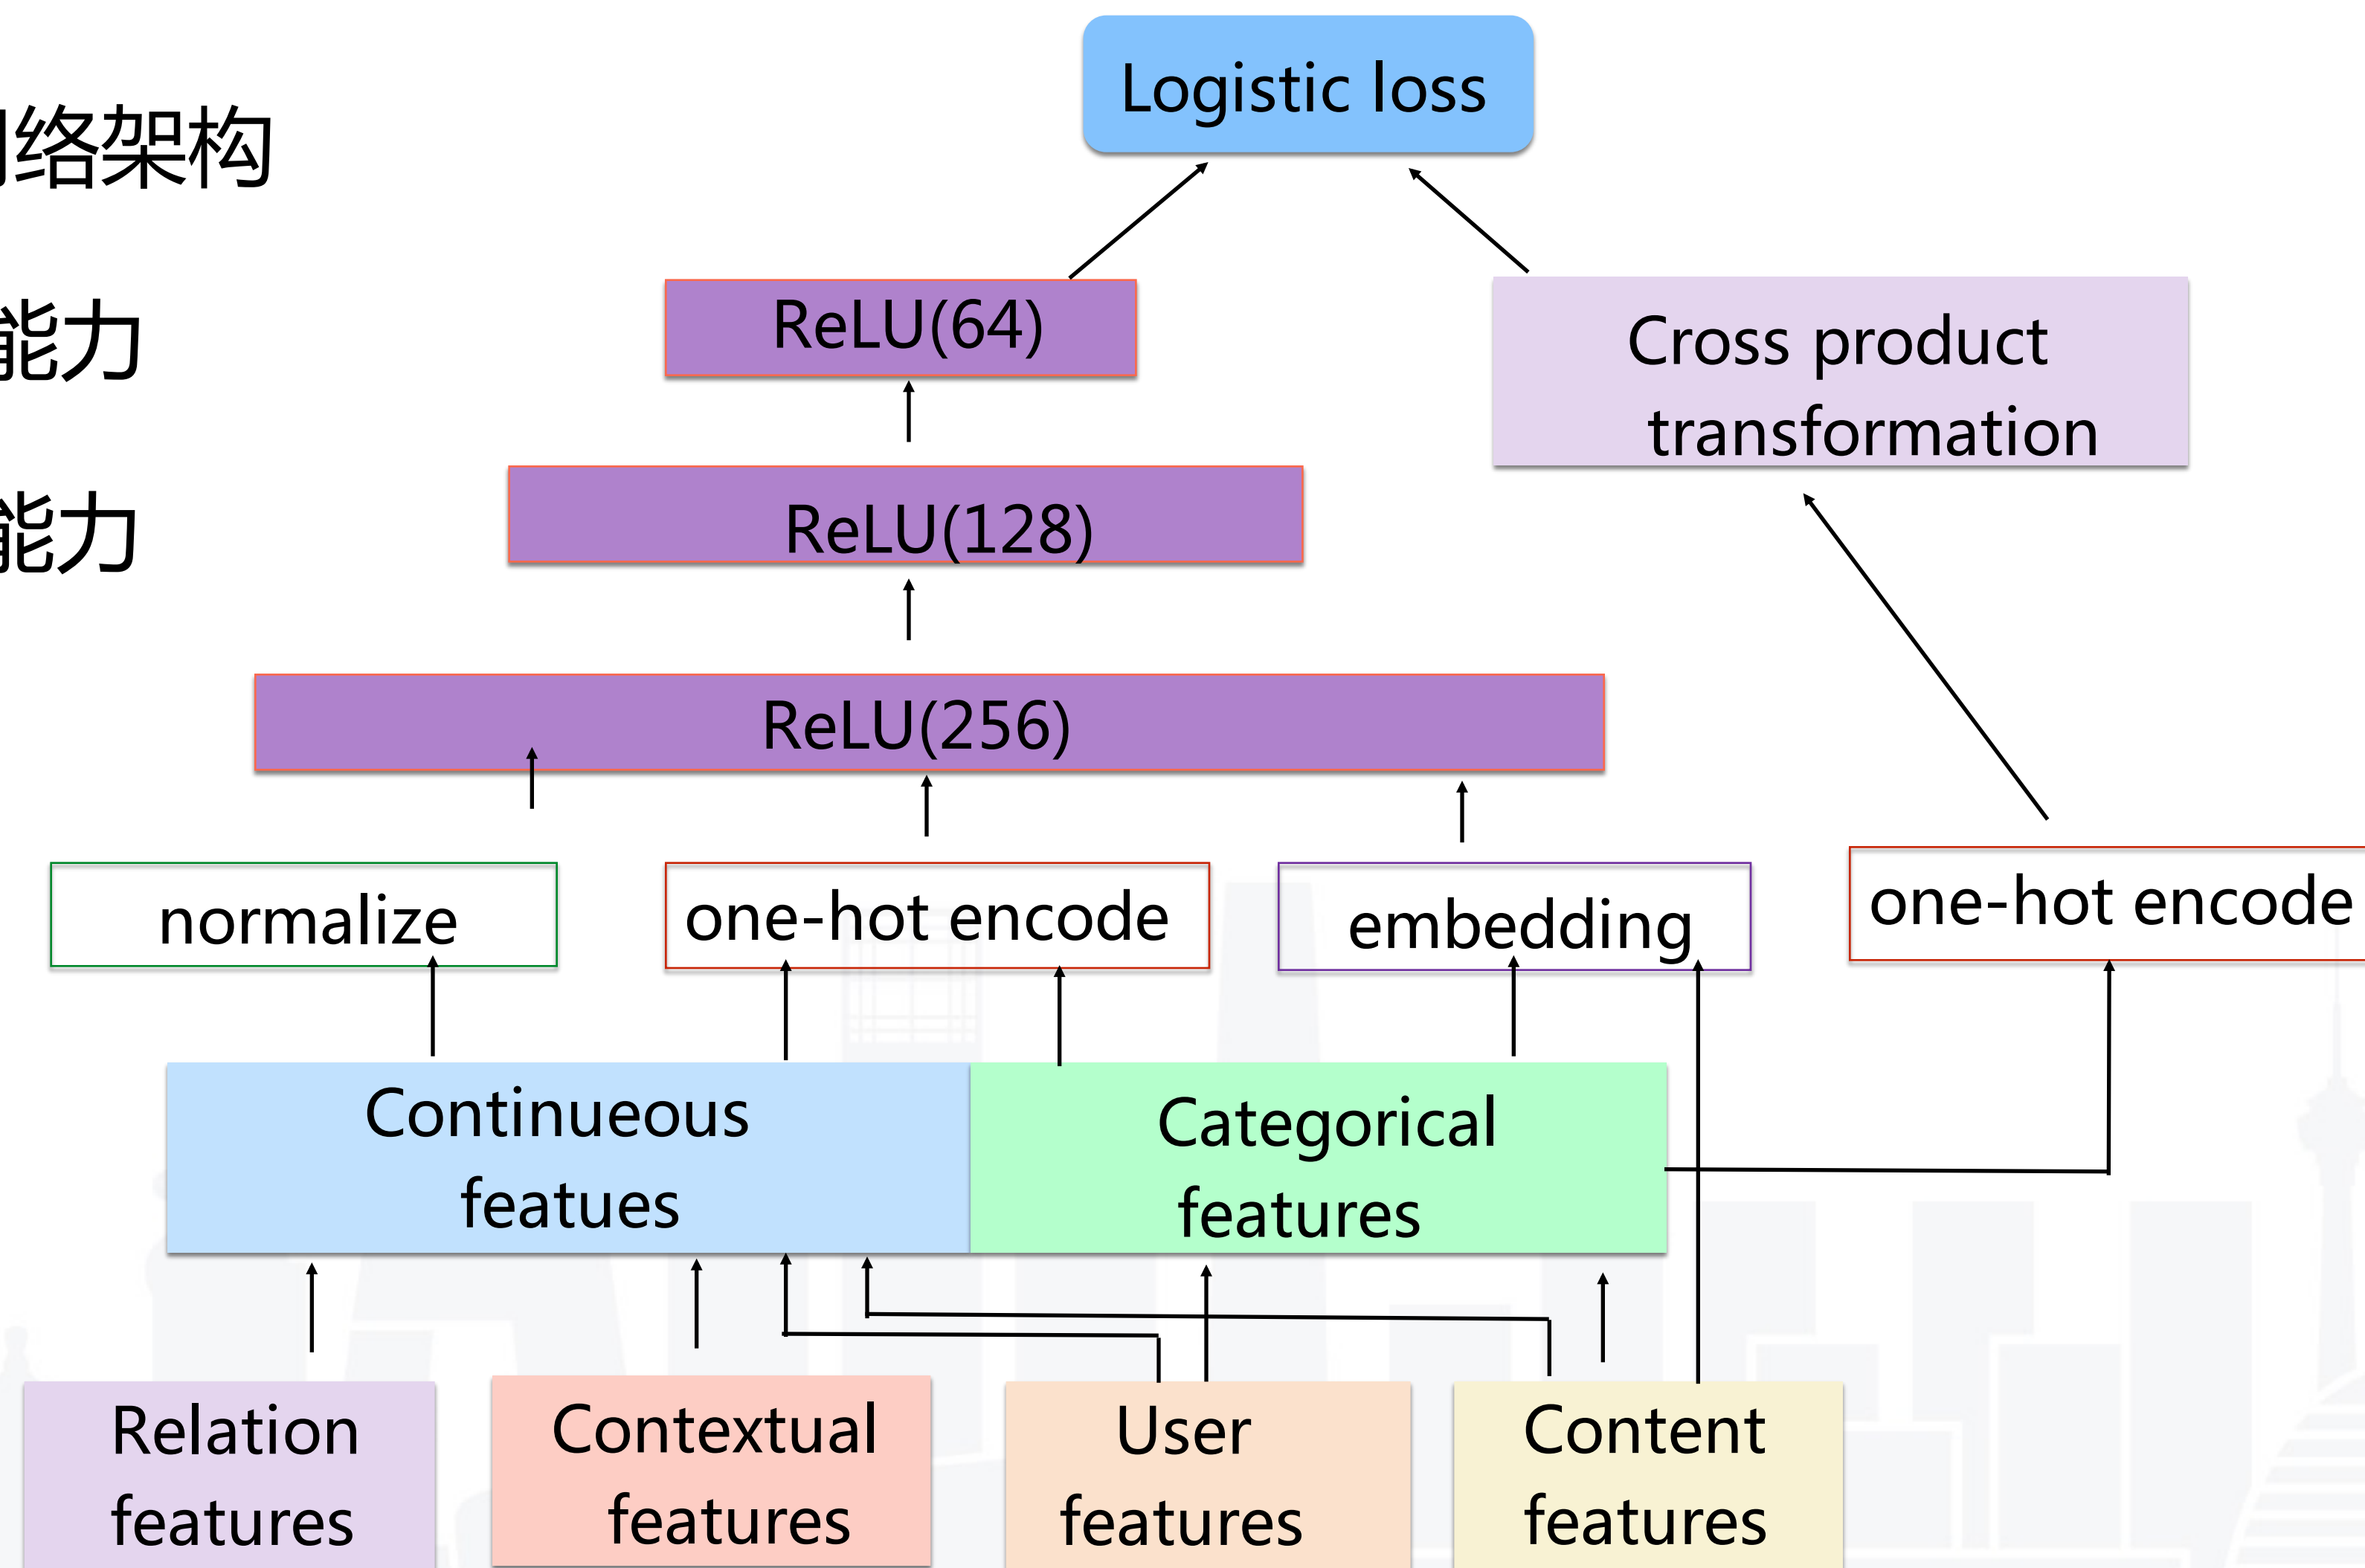 Logistic loss
络架构
ReLU(64)
Cross product
transformation
能力
ReLU(128)
能力
ReLU(256)
normalize
one-hot encode
embedding
one-hot encode
Continueous
featues
Categorical
features
Relation
features
Contextual
features
User
features
Content
features